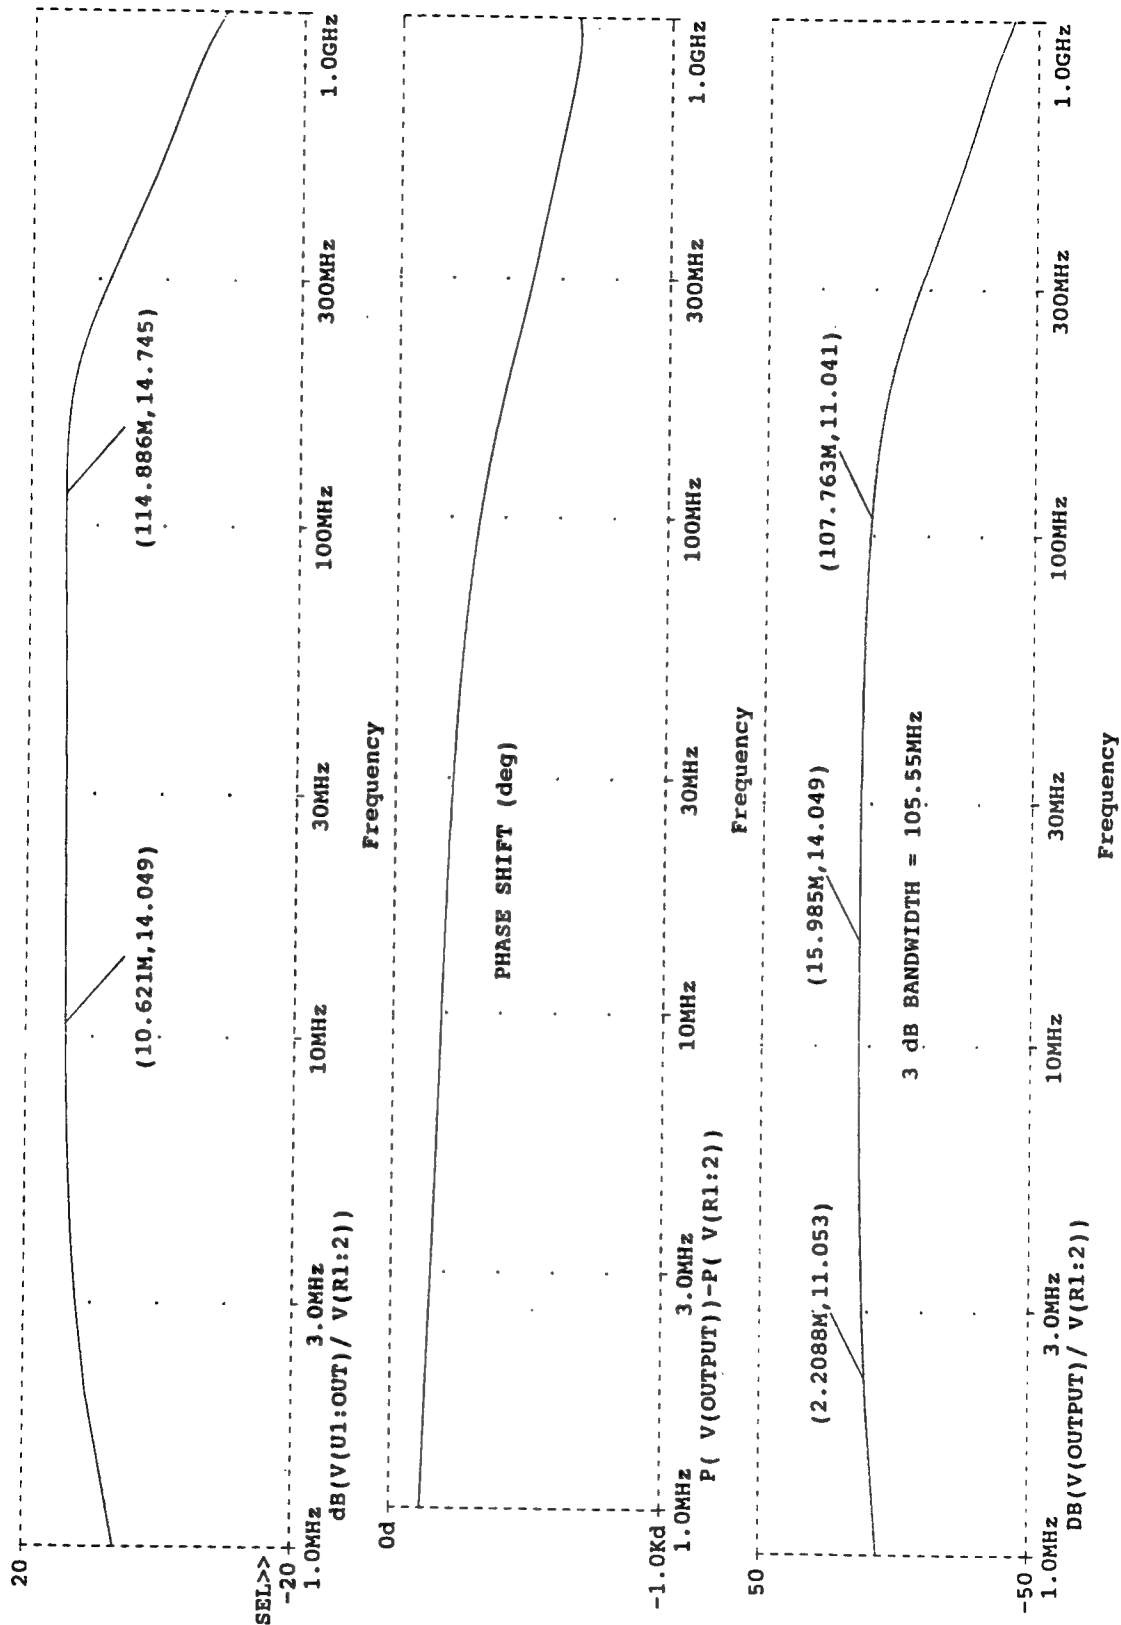 20
SEL>>
-20
1.0MHz 3.0MHz 10MHz 30MHz 100MHz 300MHz 1.0GHz
dB(V(U1:OUT)/ V(R1:2))
Frequency
(10.621M,14.049)
(114.886M,14.745)
0d
-1.0Kd
1.0MHz 3.0MHz 10MHz 30MHz 100MHz 300MHz 1.0GHz
P( V(OUTPUT))-P( V(R1:2))
Frequency
PHASE SHIFT (deg)
50
-50
1.0MHz 3.0MHz 10MHz 30MHz 100MHz 300MHz 1.0GHz
DB(V(OUTPUT)/ V(R1:2))
Frequency
(2.2088M,11.053)
(15.985M,14.049)
(107.763M,11.041)
3 dB BANDWIDTH = 105.55MHz